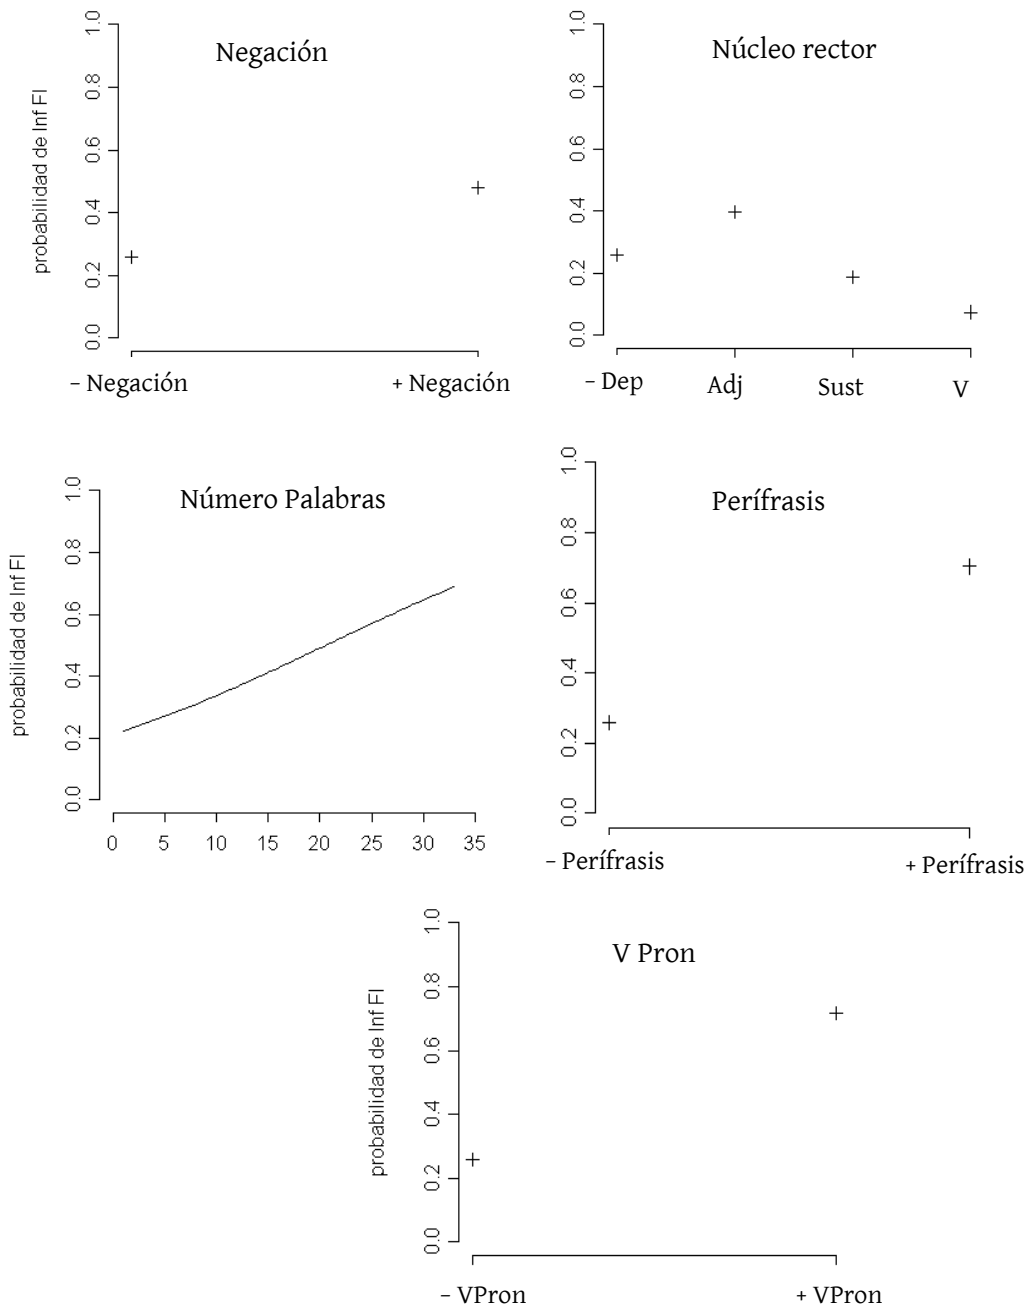 Negación
probabilidad de Inf Fl
1.0
0.8
0.6
0.4
0.2
0.0
– Negación + Negación
Núcleo rector
1.0
0.8
0.6
0.4
0.2
0.0
– Dep Adj Sust V
Número Palabras
probabilidad de Inf Fl
1.0
0.8
0.6
0.4
0.2
0.0
0 5 10 15 20 25 30 35
Perífrasis
1.0
0.8
0.6
0.4
0.2
0.0
– Perífrasis + Perífrasis
V Pron
probabilidad de Inf Fl
1.0
0.8
0.6
0.4
0.2
0.0
– VPron + VPron